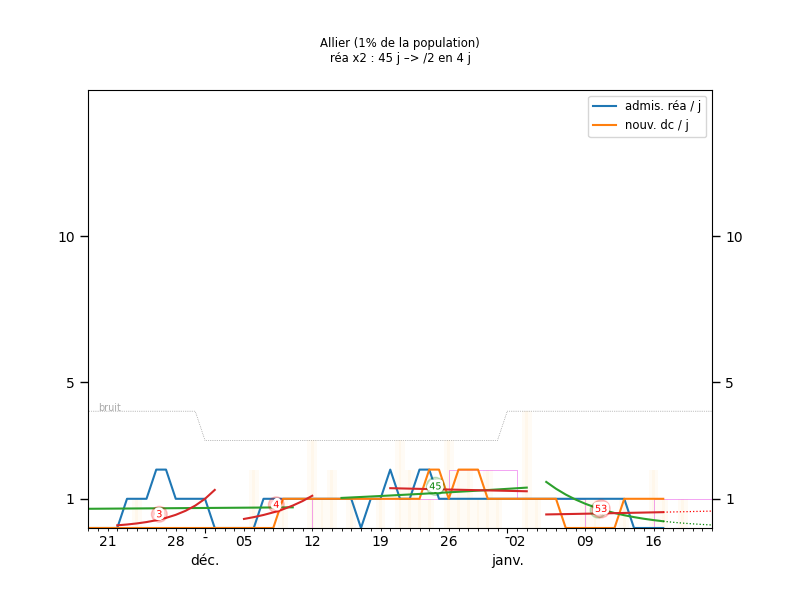 Allier (1% de la population)
réa x2 : 45 j –> /2 en 4 j
admis. réa / j
nouv. dc / j
10
10
5
5
bruit
45
1
1
3
4
53
21
28
05
12
19
26
02
09
16
déc.
janv.